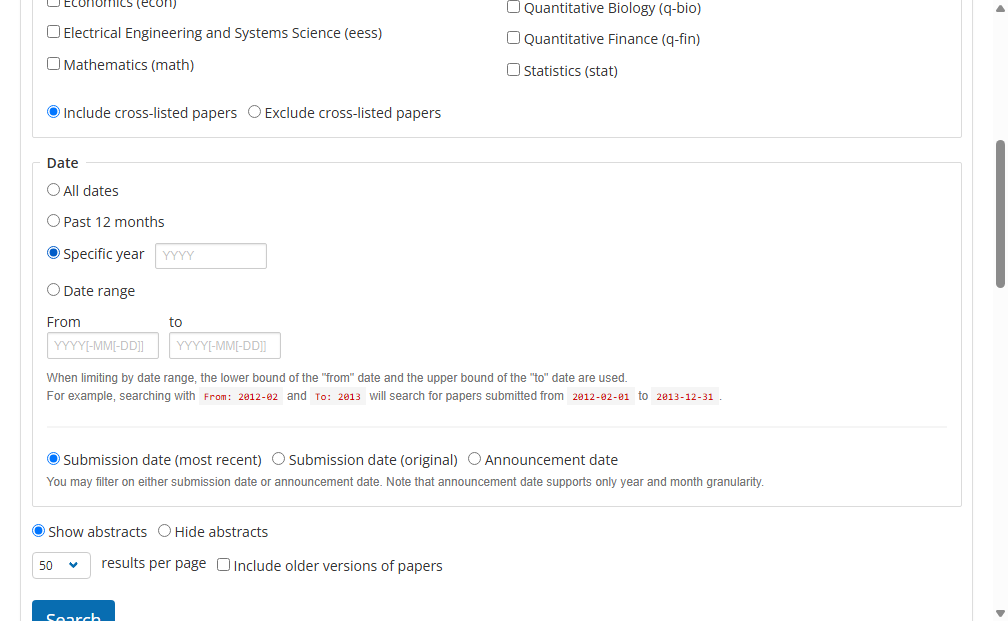 Economics (econ)
Quantitative Biology (q-bio)
Electrical Engineering and Systems Science (eess)
Quantitative Finance (q-fin)
Mathematics (math)
Statistics (stat)
Include cross-listed papers Exclude cross-listed papers
Date
All dates
Past 12 months
Specific year YYYY
Date range
From to
YYYY[-MM[-DD]] YYYY[-MM[-DD]]
When limiting by date range, the lower bound of the "from" date and the upper bound of the "to" date are used.
For example, searching with From: 2012-02 and To: 2013 will search for papers submitted from 2012-02-01 to 2013-12-31.
Submission date (most recent) Submission date (original) Announcement date
You may filter on either submission date or announcement date. Note that announcement date supports only year and month granularity.
Show abstracts Hide abstracts
50 results per page Include older versions of papers
Search